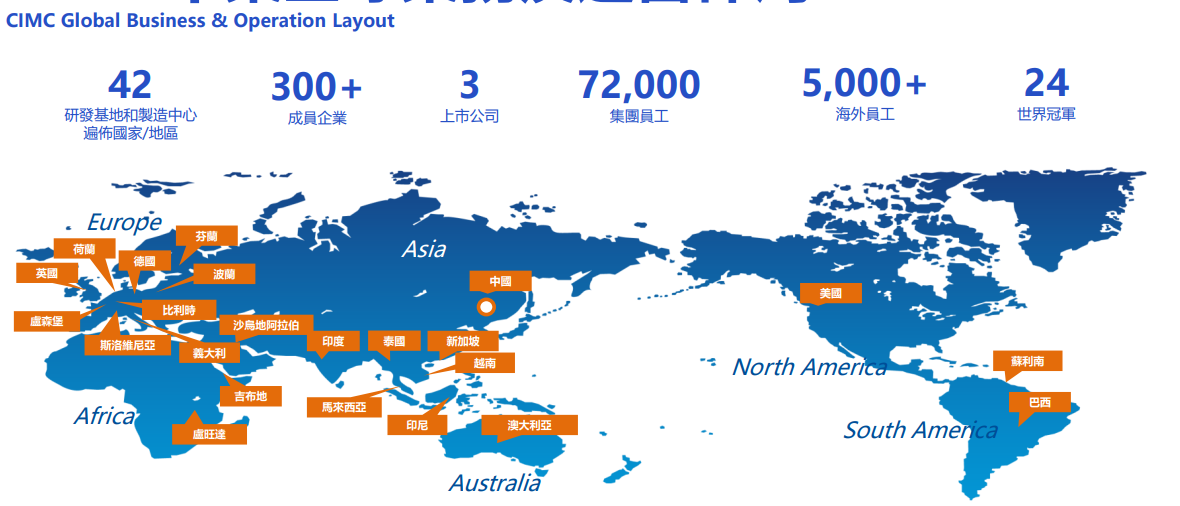 CIMC Global Business & Operation Layout
42
研發基地和製造中心
遍佈國家/地區
300+
成員企業
3
上市公司
72,000
集團員工
5,000+
海外員工
24
世界冠軍
Europe
芬蘭
荷蘭
德國
英國
波蘭
比利時
盧森堡
斯洛維尼亞
義大利
沙烏地阿拉伯
Asia
中國
印度
泰國
新加坡
越南
馬來西亞
印尼
吉布地
Africa
盧旺達
澳大利亞
Australia
美國
North America
蘇利南
巴西
South America